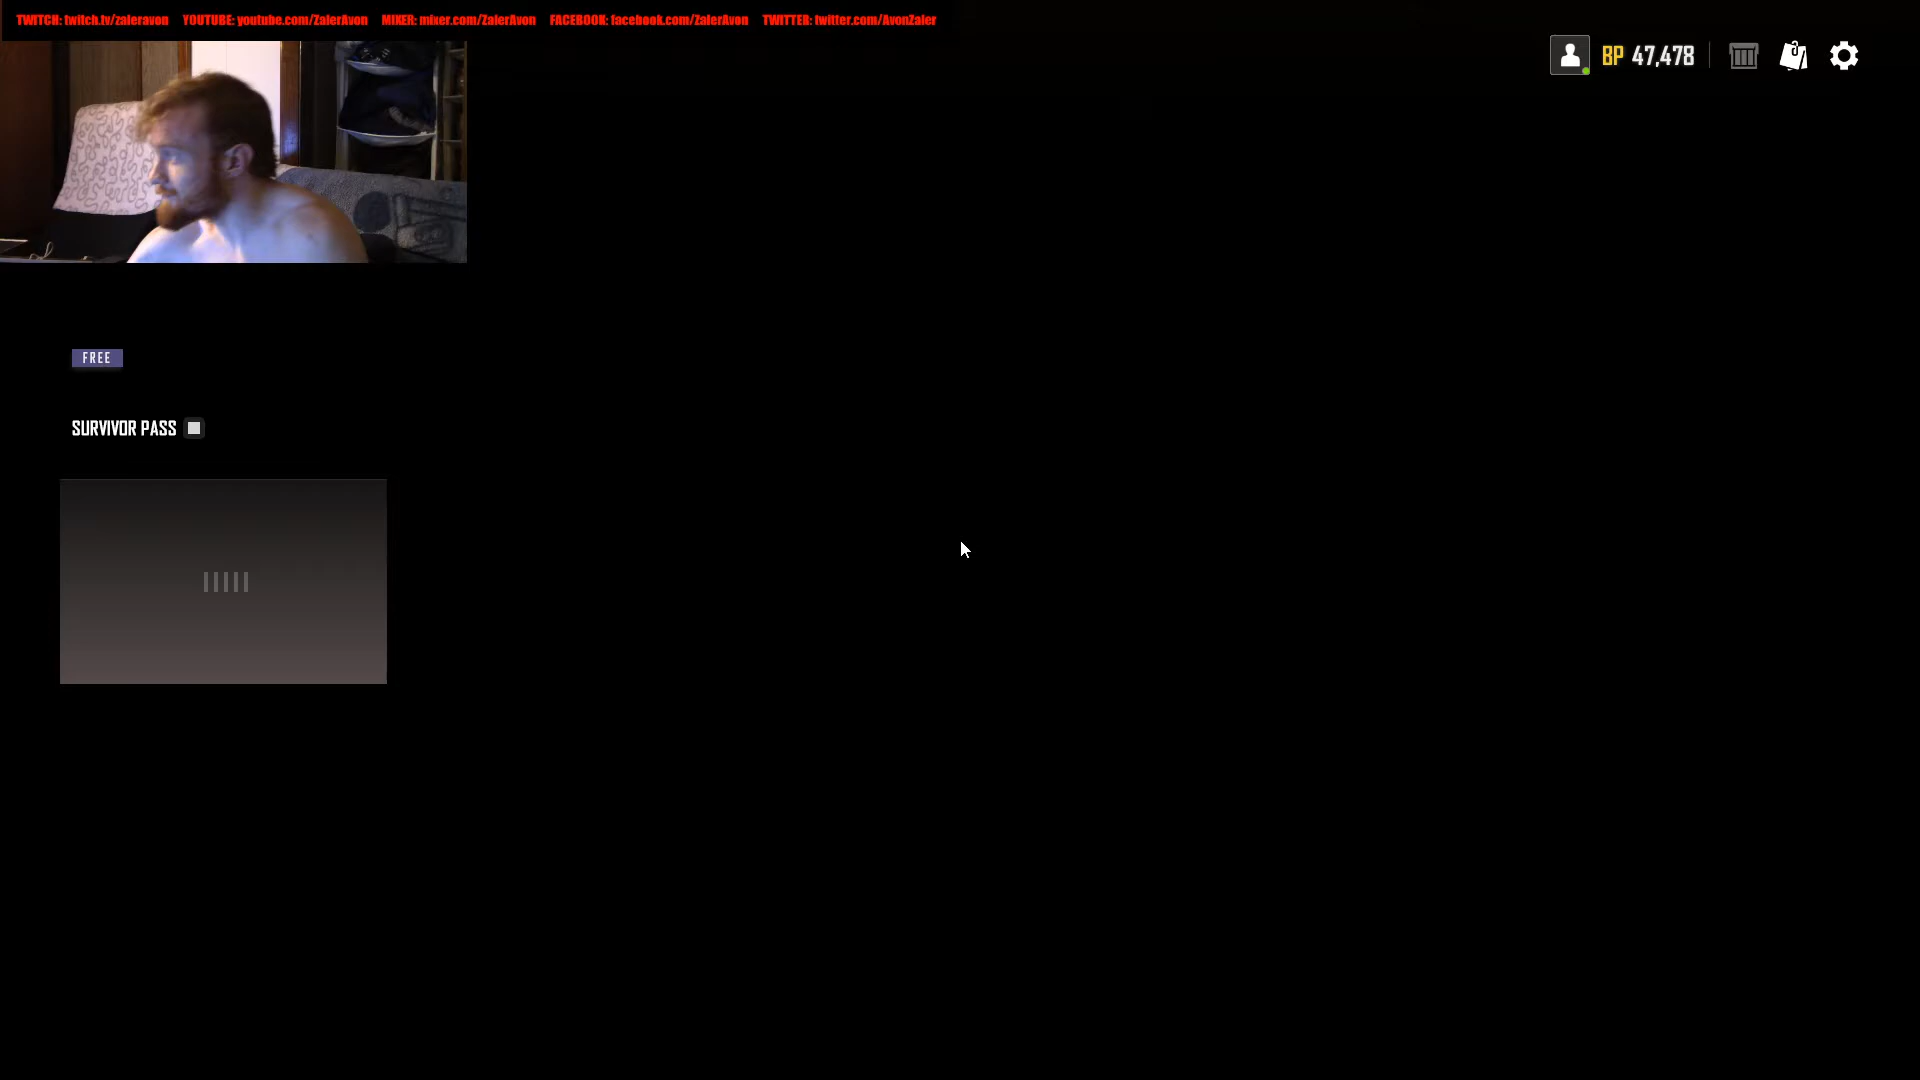 TWITCH: twitch.tv/zaleravon YOUTUBE: youtube.com/ZalerAvon MIXER: mixer.com/ZalerAvon FACEBOOK: facebook.com/ZalerAvon TWITTER: twitter.com/AvonZaler
BP 47,478
FREE
SURVIVOR PASS